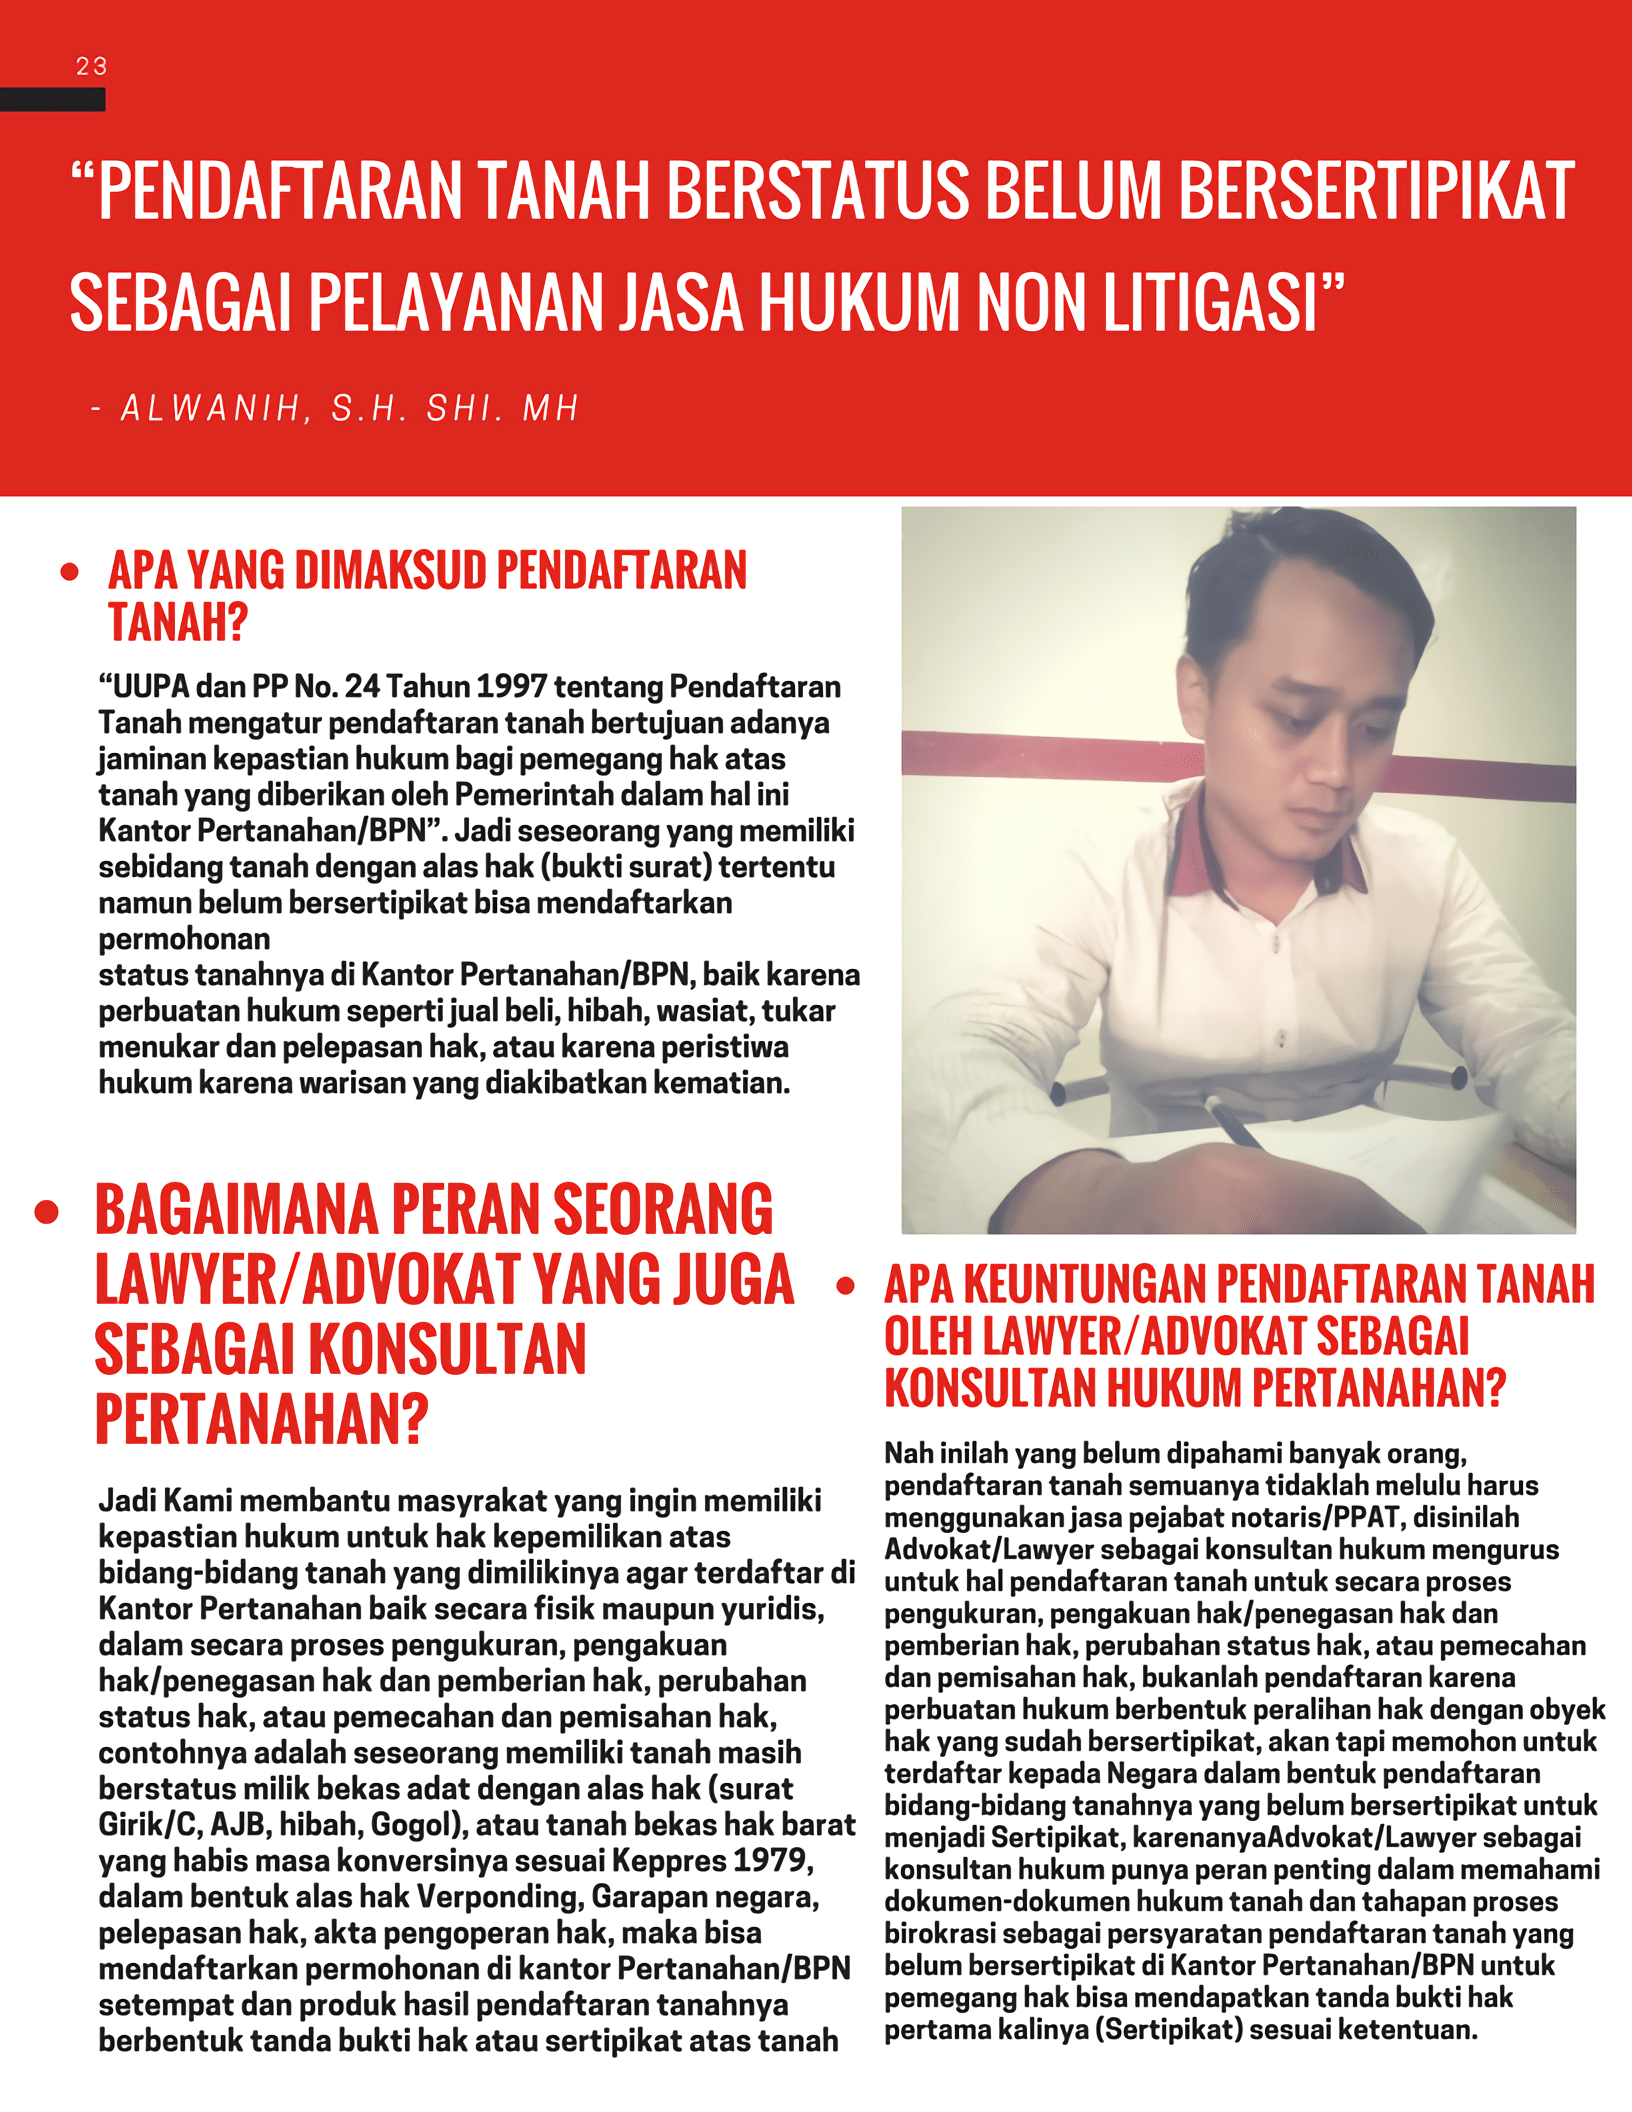 23
“PENDAFTARAN TANAH BERSTATUS BELUM BERSERTIPIKAT
SEBAGAI PELAYANAN JASA HUKUM NON LITIGASI”
- ALWANIH, S.H. SHI. MH
• APA YANG DIMAKSUD PENDAFTARAN
TANAH?
“UUPA dan PP No. 24 Tahun 1997 tentang Pendaftaran
Tanah mengatur pendaftaran tanah bertujuan adanya
jaminan kepastian hukum bagi pemegang hak atas
tanah yang diberikan oleh Pemerintah dalam hal ini
Kantor Pertanahan/BPN”. Jadi seseorang yang memiliki
sebidang tanah dengan alas hak (bukti surat) tertentu
namun belum bersertipikat bisa mendaftarkan
permohonan
status tanahnya di Kantor Pertanahan/BPN, baik karena
perbuatan hukum seperti jual beli, hibah, wasiat, tukar
menukar dan pelepasan hak, atau karena peristiwa
hukum karena warisan yang diakibatkan kematian.
• BAGAIMANA PERAN SEORANG
LAWYER/ADVOKAT YANG JUGA
SEBAGAI KONSULTAN
PERTANAHAN?
Jadi Kami membantu masyrakat yang ingin memiliki
kepastian hukum untuk hak kepemilikan atas
bidang-bidang tanah yang dimilikinya agar terdaftar di
Kantor Pertanahan baik secara fisik maupun yuridis,
dalam secara proses pengukuran, pengakuan
hak/penegasan hak dan pemberian hak, perubahan
status hak, atau pemecahan dan pemisahan hak,
contohnya adalah seseorang memiliki tanah masih
berstatus milik bekas adat dengan alas hak (surat
Girik/C, AJB, hibah, Gogol), atau tanah bekas hak barat
yang habis masa konversinya sesuai Keppres 1979,
dalam bentuk alas hak Verponding, Garapan negara,
pelepasan hak, akta pengoperan hak, maka bisa
mendaftarkan permohonan di kantor Pertanahan/BPN
setempat dan produk hasil pendaftaran tanahnya
berbentuk tanda bukti hak atau sertipikat atas tanah
• APA KEUNTUNGAN PENDAFTARAN TANAH
OLEH LAWYER/ADVOKAT SEBAGAI
KONSULTAN HUKUM PERTANAHAN?
Nah inilah yang belum dipahami banyak orang,
pendaftaran tanah semuanya tidaklah melulu harus
menggunakan jasa pejabat notaris/PPAT, disinilah
Advokat/Lawyer sebagai konsultan hukum mengurus
untuk hal pendaftaran tanah untuk secara proses
pengukuran, pengakuan hak/penegasan hak dan
pemberian hak, perubahan status hak, atau pemecahan
dan pemisahan hak, bukanlah pendaftaran karena
perbuatan hukum berbentuk peralihan hak dengan obyek
hak yang sudah bersertipikat, akan tapi memohon untuk
terdaftar kepada Negara dalam bentuk pendaftaran
bidang-bidang tanahnya yang belum bersertipikat untuk
menjadi Sertipikat, karenanyaAdvokat/Lawyer sebagai
konsultan hukum punya peran penting dalam memahami
dokumen-dokumen hukum tanah dan tahapan proses
birokrasi sebagai persyaratan pendaftaran tanah yang
belum bersertipikat di Kantor Pertanahan/BPN untuk
pemegang hak bisa mendapatkan tanda bukti hak
pertama kalinya (Sertipikat) sesuai ketentuan.